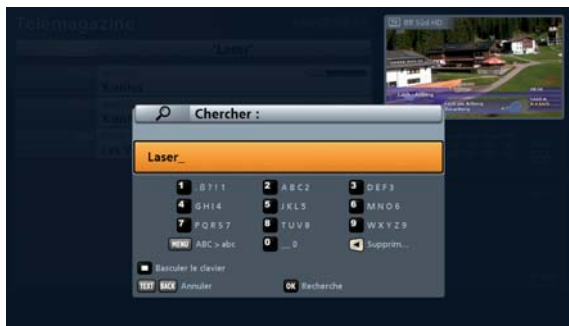 Telemagazine
"Laser"
BR Süd HD
Chercher :
Laser_
1 .ß?!1 2 ABC2 3 DEF3
4 GHI4 5 JKL5 6 MNO6
7 PQRS7 8 TUV8 9 WXYZ9
MENU ABC > abc 0 _ 0 Supprim...
Basculer le clavier
TEXT BACK Annuler OK Recherche